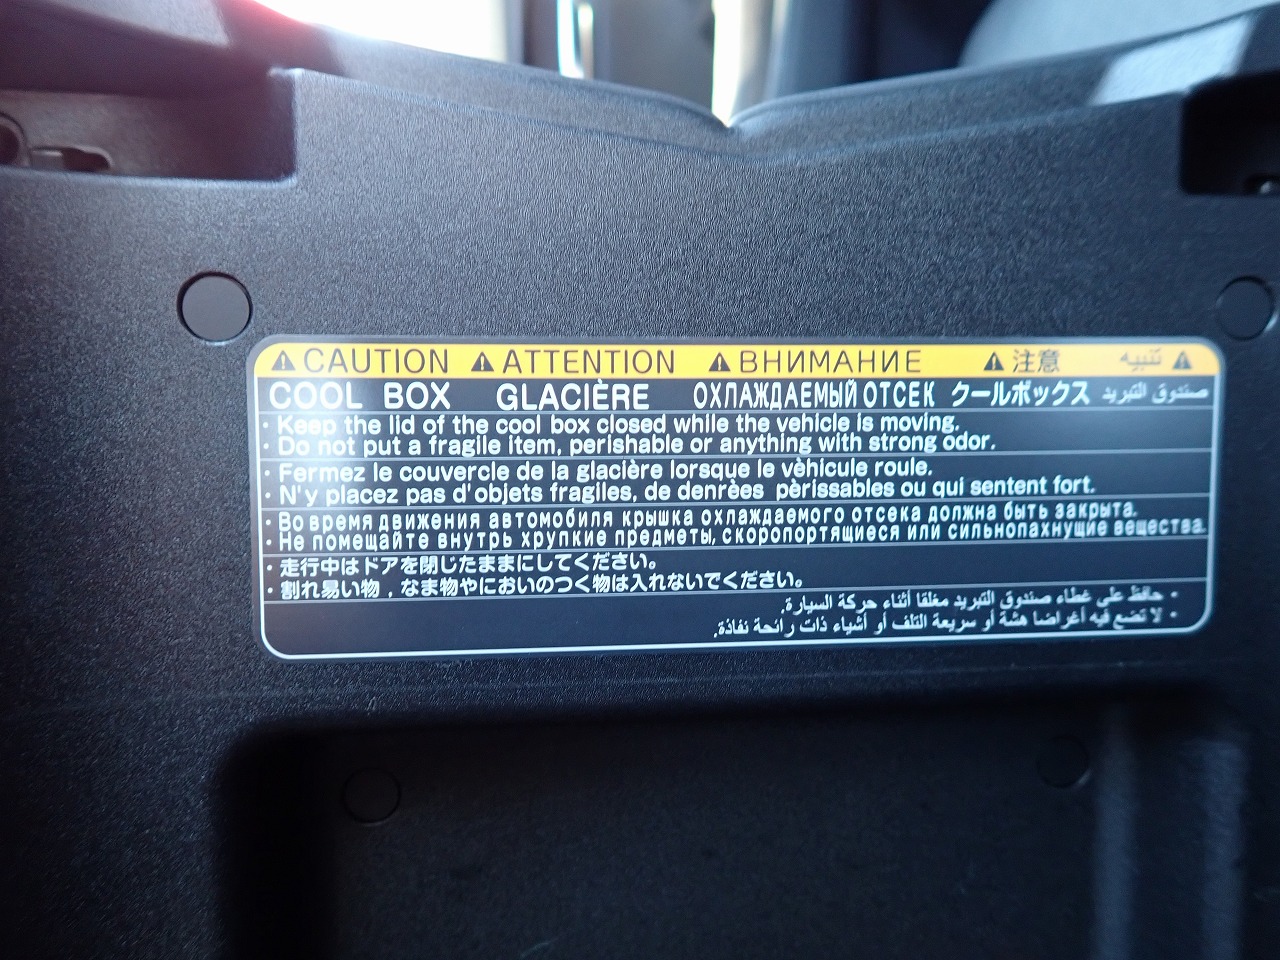 ⚠CAUTION ⚠ATTENTION ⚠ВНИМАНИЕ ⚠注意 ⚠تنبيه
COOL BOX GLACIÈRE ОХЛАЖДАЕМЫЙ ОТСЕК クールボックス صندوق التبريد
・Keep the lid of the cool box closed while the vehicle is moving.
・Do not put a fragile item, perishable or anything with strong odor.
・Fermez le couvercle de la glacière lorsque le vèhicule roule.
・N'y placez pas d'objets fragiles, de denrèes pèrissables ou qui sentent fort.
・Во время движения автомобиля крышка охлаждаемого отсека должна быть закрыта.
・Не помещайте внутрь хрупкие предметы, скоропортящиеся или сильнопахнущие вещества.
・走行中はドアを閉じたままにしてください。
・割れ易い物，なま物やにおいのつく物は入れないでください。
・حافظ على غطاء صندوق التبريد مغلقا أثناء حركة السيارة.
・لا تضع فيه أغراضا هشة أو سريعة التلف أو أشياء ذات رائحة نفاذة.